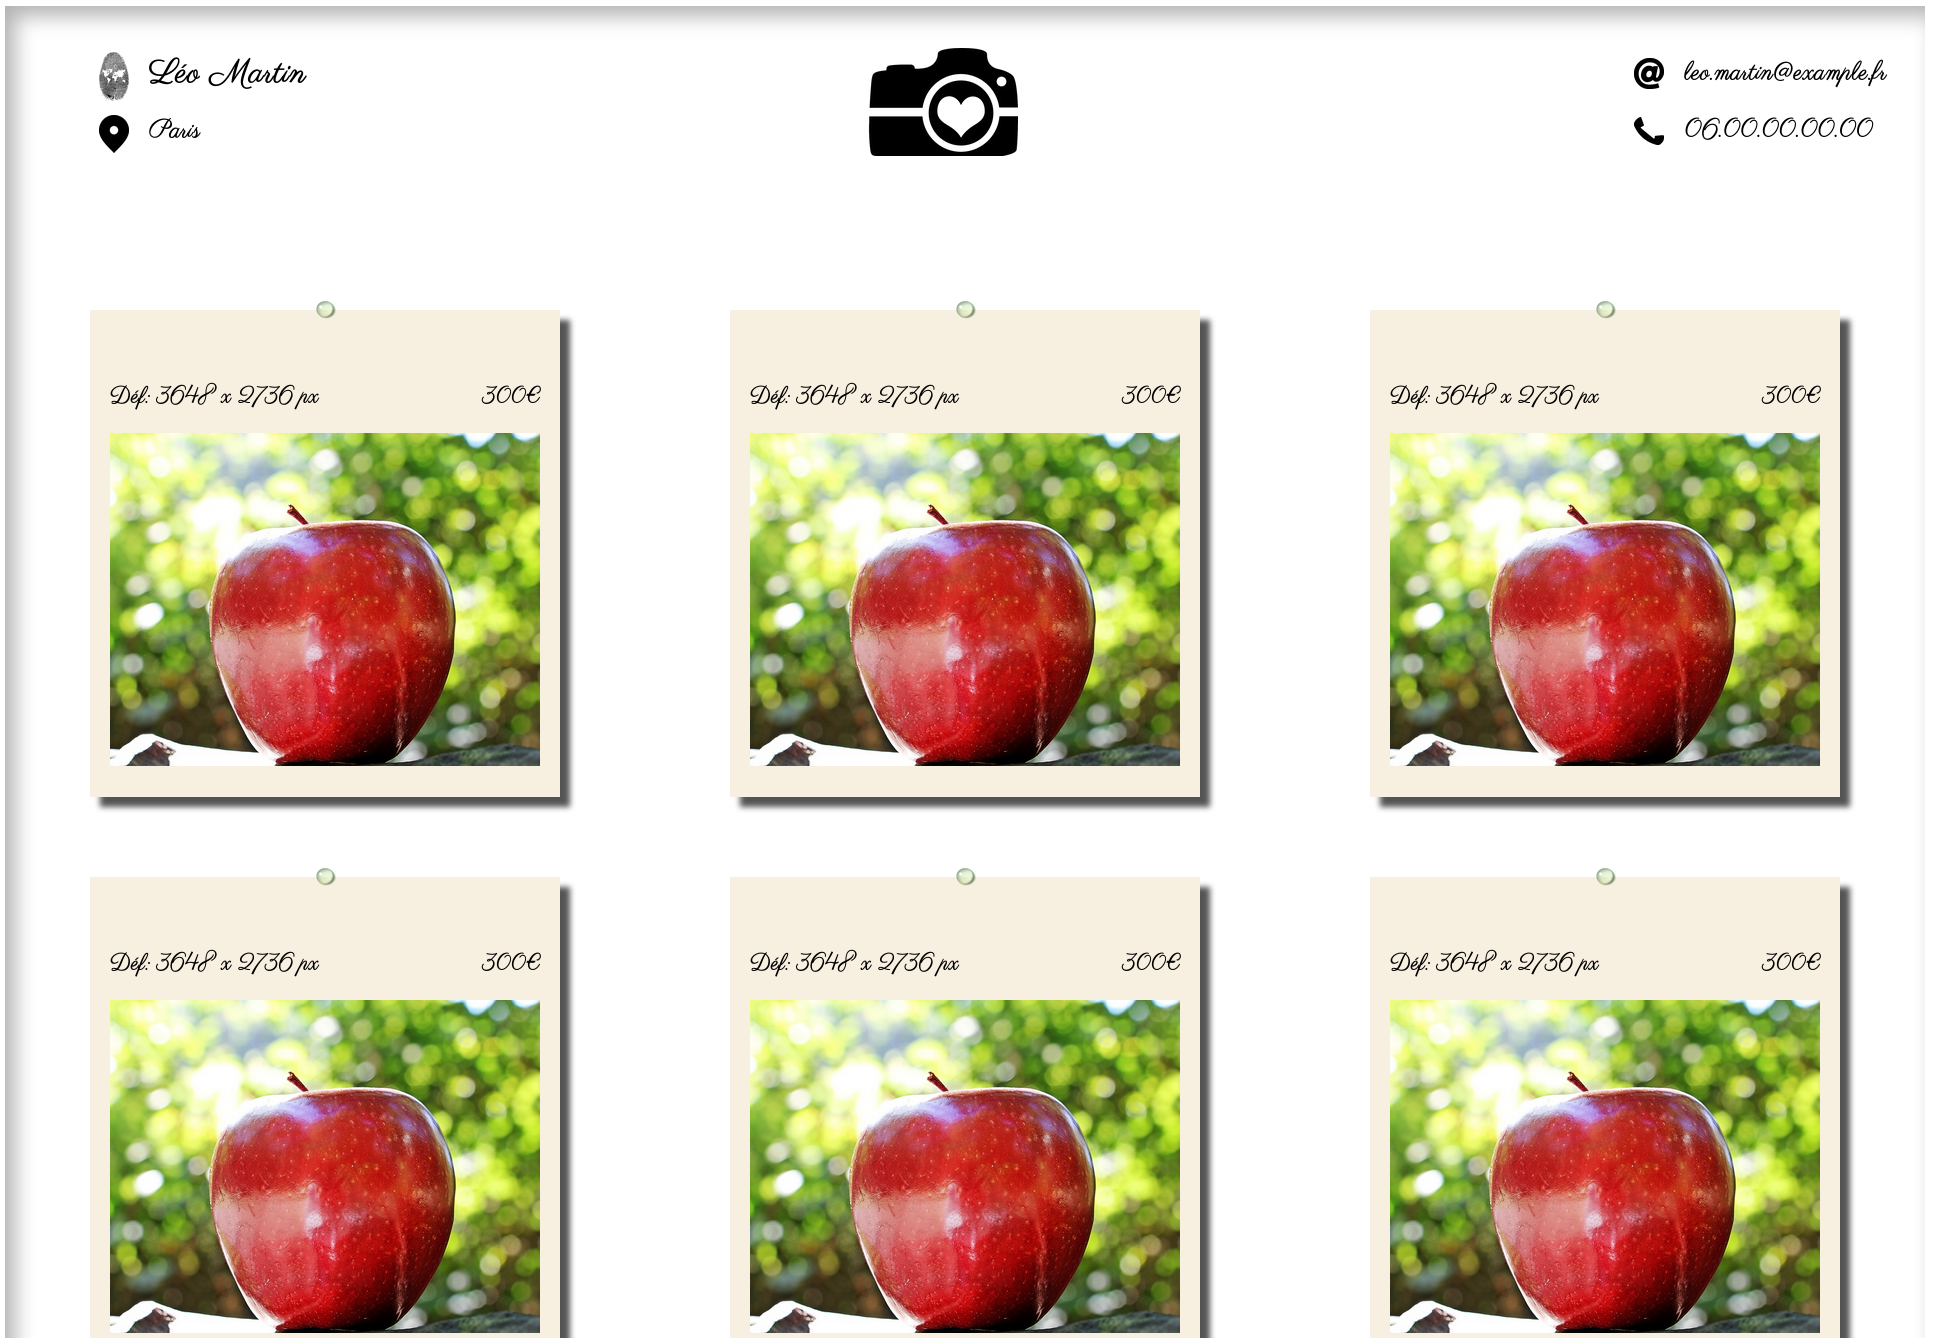 Léo Martin
Paris
@ leo.martin@example.fr
06.00.00.00.00
Déf: 3648 x 2736 px 300€
Déf: 3648 x 2736 px 300€
Déf: 3648 x 2736 px 300€
Déf: 3648 x 2736 px 300€
Déf: 3648 x 2736 px 300€
Déf: 3648 x 2736 px 300€